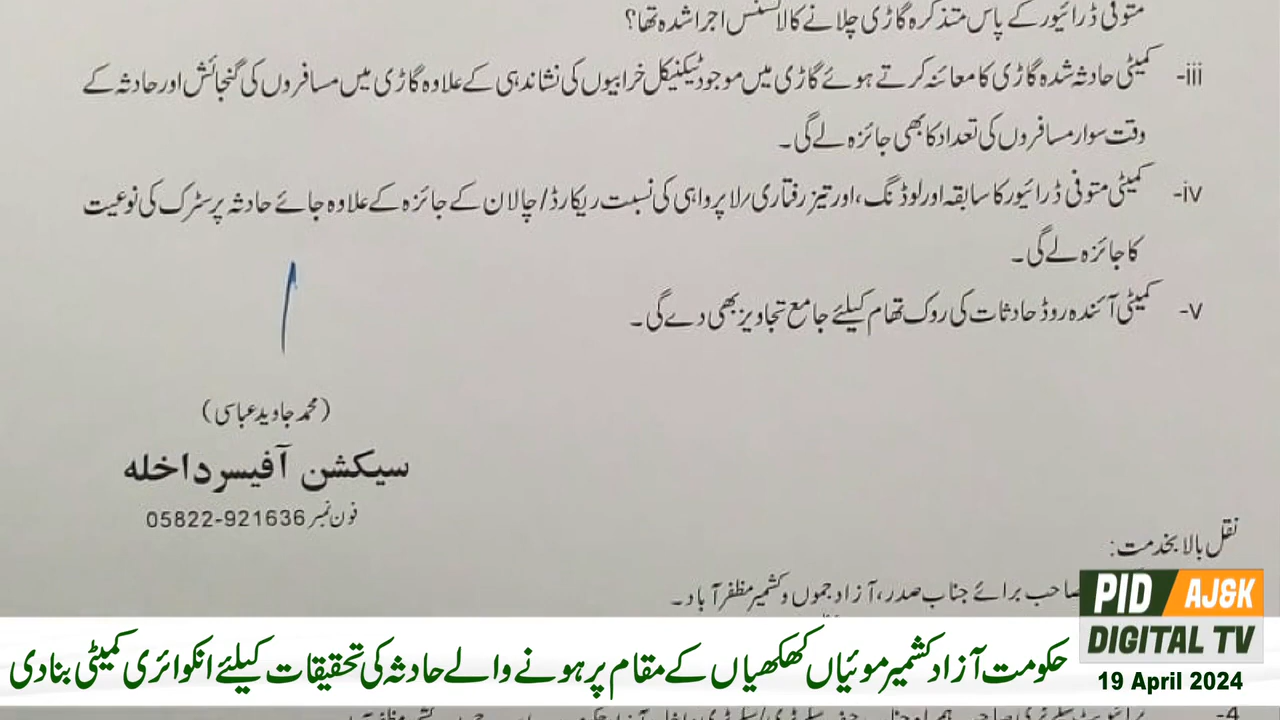 متوفی ڈرائیور کے پاس متذکرہ گاڑی چلانے کا لائسنس اجرا شدہ تھا؟
iii- کمیٹی حادثہ شدہ گاڑی کا معائنہ کرتے ہوئے گاڑی میں موجود ٹیکنیکل خرابیوں کی نشاندہی کے علاوہ گاڑی میں مسافروں کی گنجائش اور حادثہ کے
وقت سوار مسافروں کی تعداد کا بھی جائزہ لے گی۔
iv- کمیٹی متوفی ڈرائیور کا سابقہ اورلوڈنگ، اور تیز رفتاری/لاپرواہی کی نسبت ریکارڈ/چالان کے جائزہ کے علاوہ جائے حادثہ پر سٹرک کی نوعیت
کا جائزہ لے گی۔
v- کمیٹی آئندہ روڈ حادثات کی روک تھام کیلئے جامع تجاویز بھی دے گی۔
(محمد جاوید عباسی)
سیکشن آفیسر داخلہ
فون نمبر 05822-921636
نقل بالا بخدمت:
صاحب برائے جناب صدر، آزاد جموں و کشمیر مظفرآباد۔
PID AJ&K
DIGITAL TV
حکومت آزاد کشمیر موئیاں کھکھیاں کے مقام پر ہونے والے حادثہ کی تحقیقات کیلئے انکوائری کمیٹی بنا دی
19 April 2024
-4